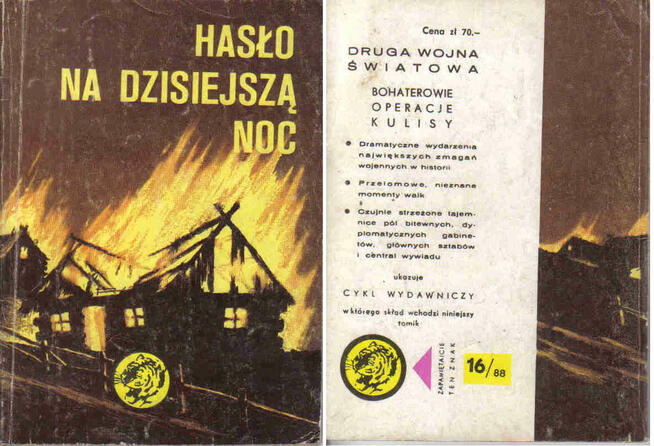 HASŁO
NA DZISIEJSZĄ
NOC
Cena zł 70.–
DRUGA WOJNA
ŚWIATOWA
BOHATEROWIE
OPERACJE
KULISY
Dramatyczne wydarzenia
największych zmagań
wojennych w historii
Przełomowe, nieznane
momenty walk
Czujnie strzeżone tajem-
nice pól bitewnych, dy-
plomatycznych gabine-
tów, głównych sztabów
i central wywiadu
ukazuje
CYKL WYDAWNICZY
w którego skład wchodzi niniejszy
tomik
ZAPAMIĘTAJCIE
TEN ZNAK
16/88